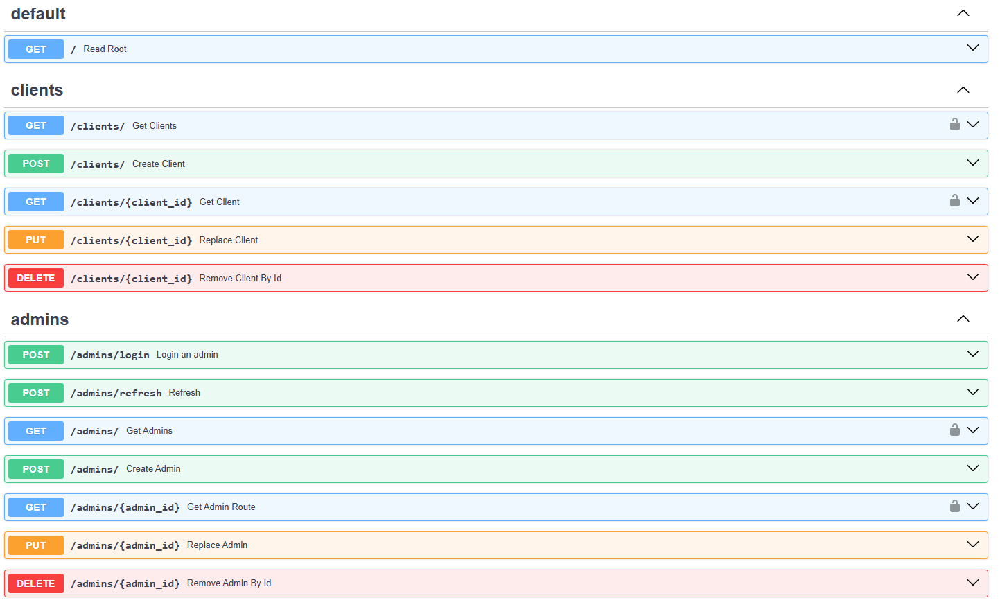 default
GET / Read Root
clients
GET /clients/ Get Clients
POST /clients/ Create Client
GET /clients/{client_id} Get Client
PUT /clients/{client_id} Replace Client
DELETE /clients/{client_id} Remove Client By Id
admins
POST /admins/login Login an admin
POST /admins/refresh Refresh
GET /admins/ Get Admins
POST /admins/ Create Admin
GET /admins/{admin_id} Get Admin Route
PUT /admins/{admin_id} Replace Admin
DELETE /admins/{admin_id} Remove Admin By Id